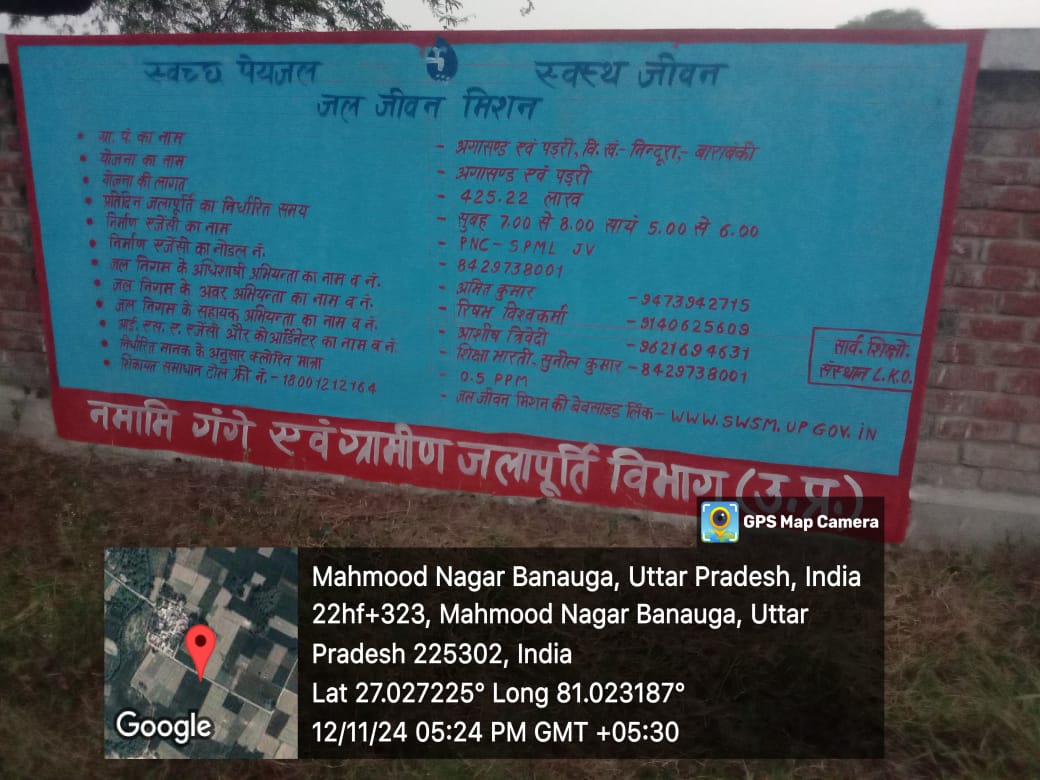 स्वच्छ पेयजल स्वस्थ जीवन
जल जीवन मिशन
• ग्रा. पं. का नाम - अगासण्ड एवं पड़री, वि. खं.- निन्दूरा,- बाराबंकी
• योजना का नाम - अगासण्ड एवं पड़री
• योजना की लागत - 425.22 लाख
• प्रतिदिन जलापूर्ति का निर्धारित समय - सुबह 7.00 से 8.00 सायं 5.00 से 6.00
• निर्माण एजेंसी का नाम - PNC-SPML JV
• निर्माण एजेंसी का नोडल नं. - 8429738001
• जल निगम के अधिशाषी अभियन्ता का नाम व नं. - अमित कुमार - 9473942715
• जल निगम के अवर अभियन्ता का नाम व नं. - रिषभ विश्वकर्मा - 9140625609
• जल निगम के सहायक अभियन्ता का नाम व नं. - आशीष त्रिवेदी - 9621694631
• आई. एस. ए. एजेंसी और कोआर्डिनेटर का नाम व नं. - शिक्षा भारती, सुनील कुमार - 8429738001
• निर्धारित मानक के अनुसार क्लोरिन मात्रा - 0.5 PPM
• शिकायत समाधान टोल फ्री नं. - 18001212164 - जल जीवन मिशन की वेबसाइड लिंक - WWW.SWSM.UP GOV.iN
सार्व. शिक्षो.
संस्थान L.K.O.
नमामि गंगे एवं ग्रामीण जलापूर्ति विभाग (उ.प्र.)
GPS Map Camera
Mahmood Nagar Banauga, Uttar Pradesh, India
22hf+323, Mahmood Nagar Banauga, Uttar
Pradesh 225302, India
Lat 27.027225° Long 81.023187°
12/11/24 05:24 PM GMT +05:30
Google